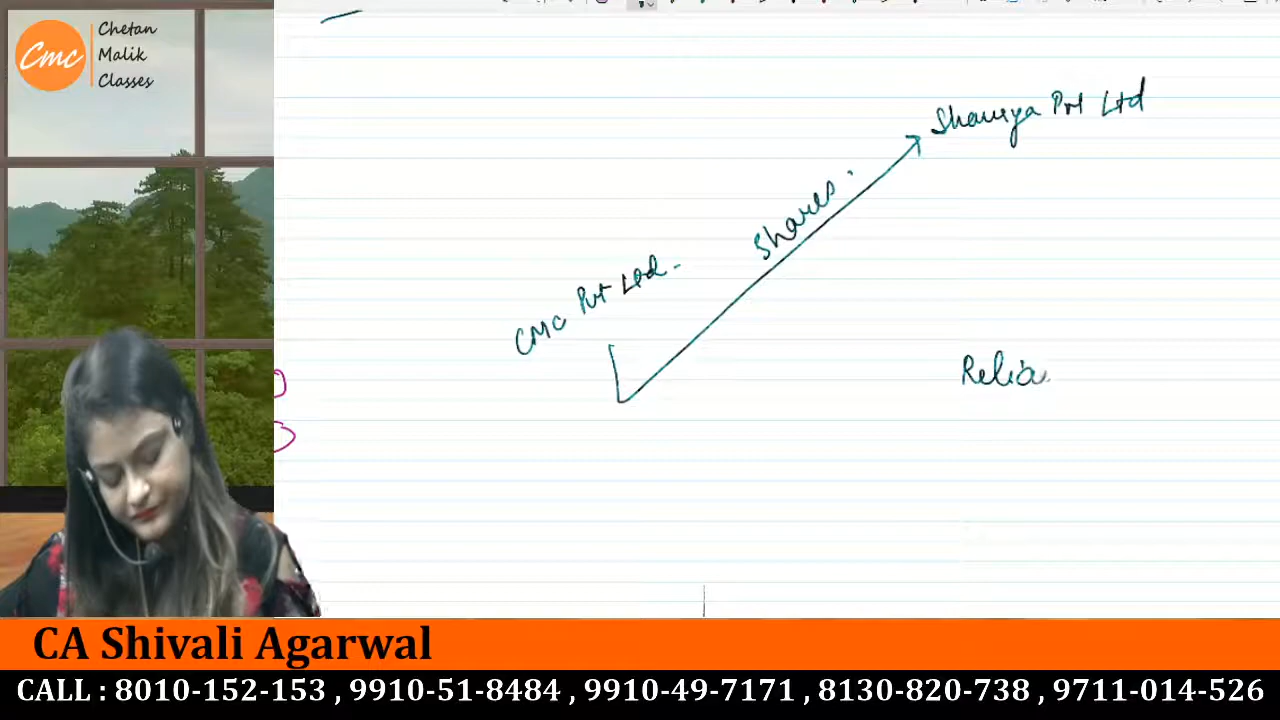 Cmc
Chetan
Malik
Classes
Pvt Ltd
Shares.
CMC Pvt Ltd.
Relia
CA Shivali Agarwal
CALL : 8010-152-153 , 9910-51-8484 , 9910-49-7171 , 8130-820-738 , 9711-014-526